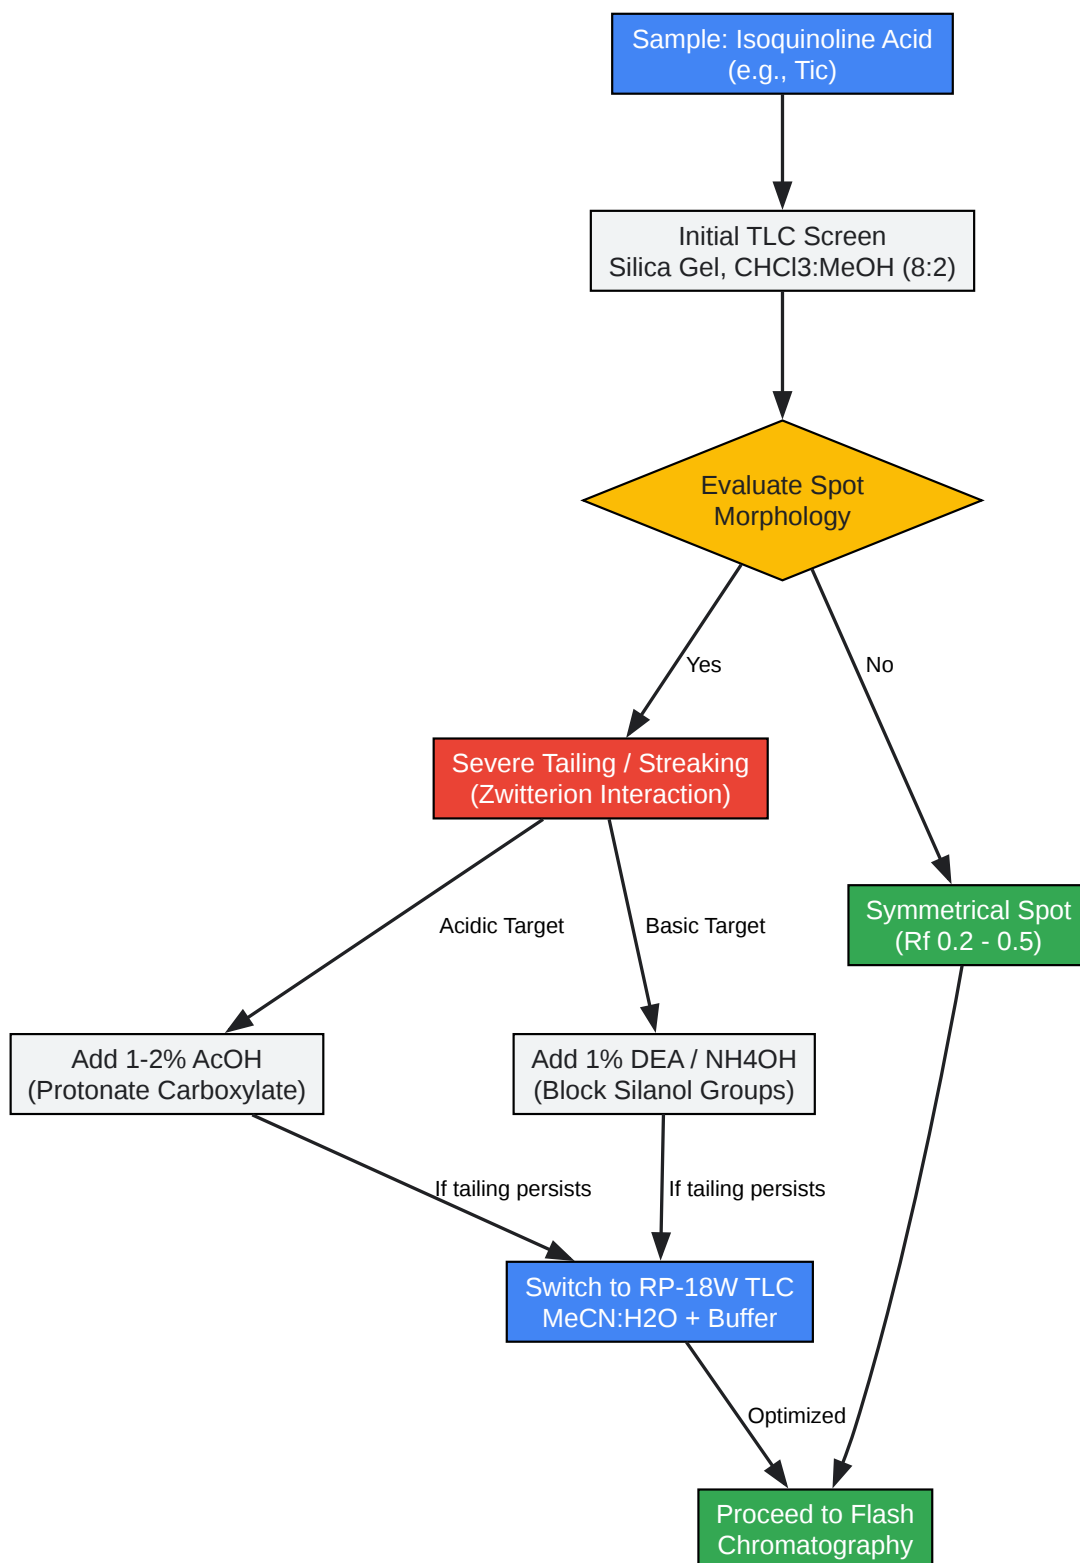 Sample: Isoquinoline Acid
(e.g., Tic)
Initial TLC Screen
Silica Gel, CHCl3:MeOH (8:2)
Evaluate Spot
Morphology
Yes
No
Severe Tailing / Streaking
(Zwitterion Interaction)
Symmetrical Spot
(Rf 0.2 - 0.5)
Acidic Target
Basic Target
Add 1-2% AcOH
(Protonate Carboxylate)
Add 1% DEA / NH4OH
(Block Silanol Groups)
If tailing persists
If tailing persists
Switch to RP-18W TLC
MeCN:H2O + Buffer
Optimized
Proceed to Flash
Chromatography